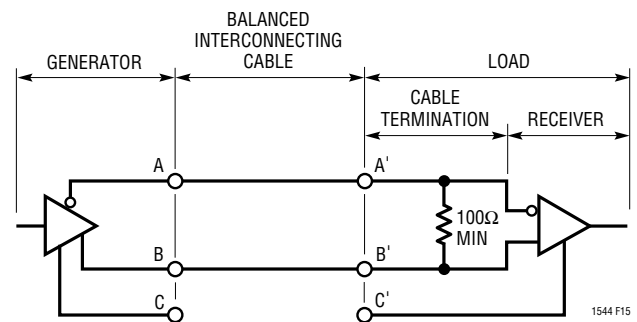 BALANCED
INTERCONNECTING
CABLE
GENERATOR
LOAD
CABLE
TERMINATION
RECEIVER
A
A'
100Ω
MIN
B
B'
C
C'
1544 F15